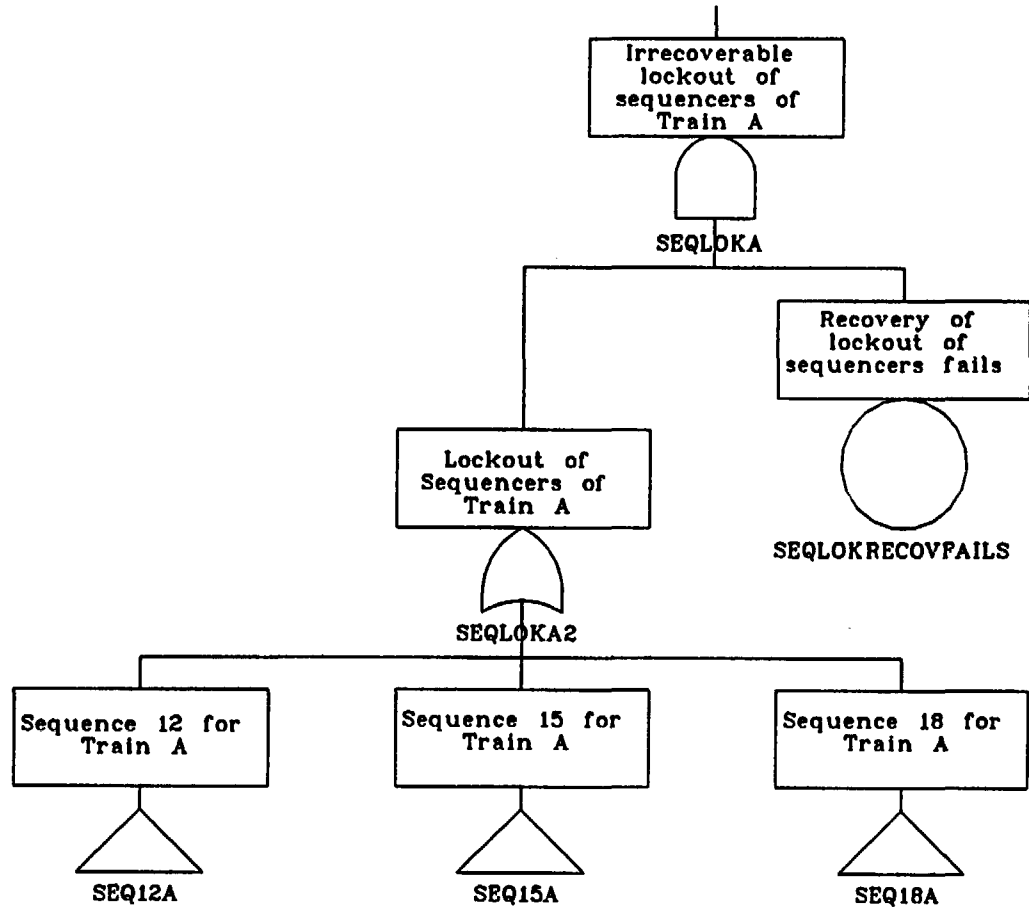 Irrecoverable
lockout of
sequencers of
Train A
SEQLOKA
Recovery of
lockout of
sequencers fails
SEQLOKRECOVFAILS
Lockout of
Sequencers of
Train A
SEQLOKA2
Sequence 12 for
Train A
SEQ12A
Sequence 15 for
Train A
SEQ15A
Sequence 18 for
Train A
SEQ18A